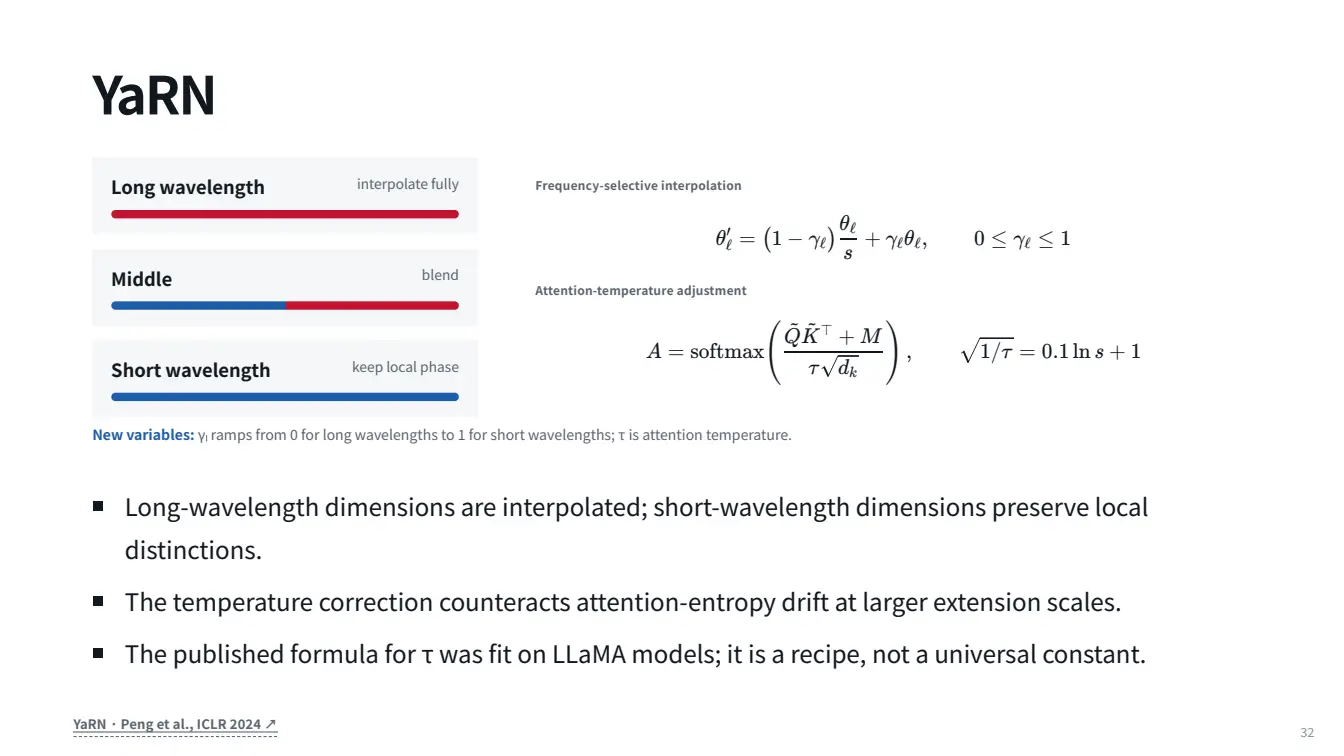 YaRN
Long wavelength interpolate fully
Middle blend
Short wavelength keep local phase
Frequency-selective interpolation
θ′ℓ = (1 − γℓ) θℓ/s + γℓθℓ, 0 ≤ γℓ ≤ 1
Attention-temperature adjustment
A = softmax( (Q̃K̃⊤ + M) / (τ√dk) ), √1/τ = 0.1 ln s + 1
New variables: γₗ ramps from 0 for long wavelengths to 1 for short wavelengths; τ is attention temperature.
▪ Long-wavelength dimensions are interpolated; short-wavelength dimensions preserve local
distinctions.
▪ The temperature correction counteracts attention-entropy drift at larger extension scales.
▪ The published formula for τ was fit on LLaMA models; it is a recipe, not a universal constant.
YaRN · Peng et al., ICLR 2024 ↗
32